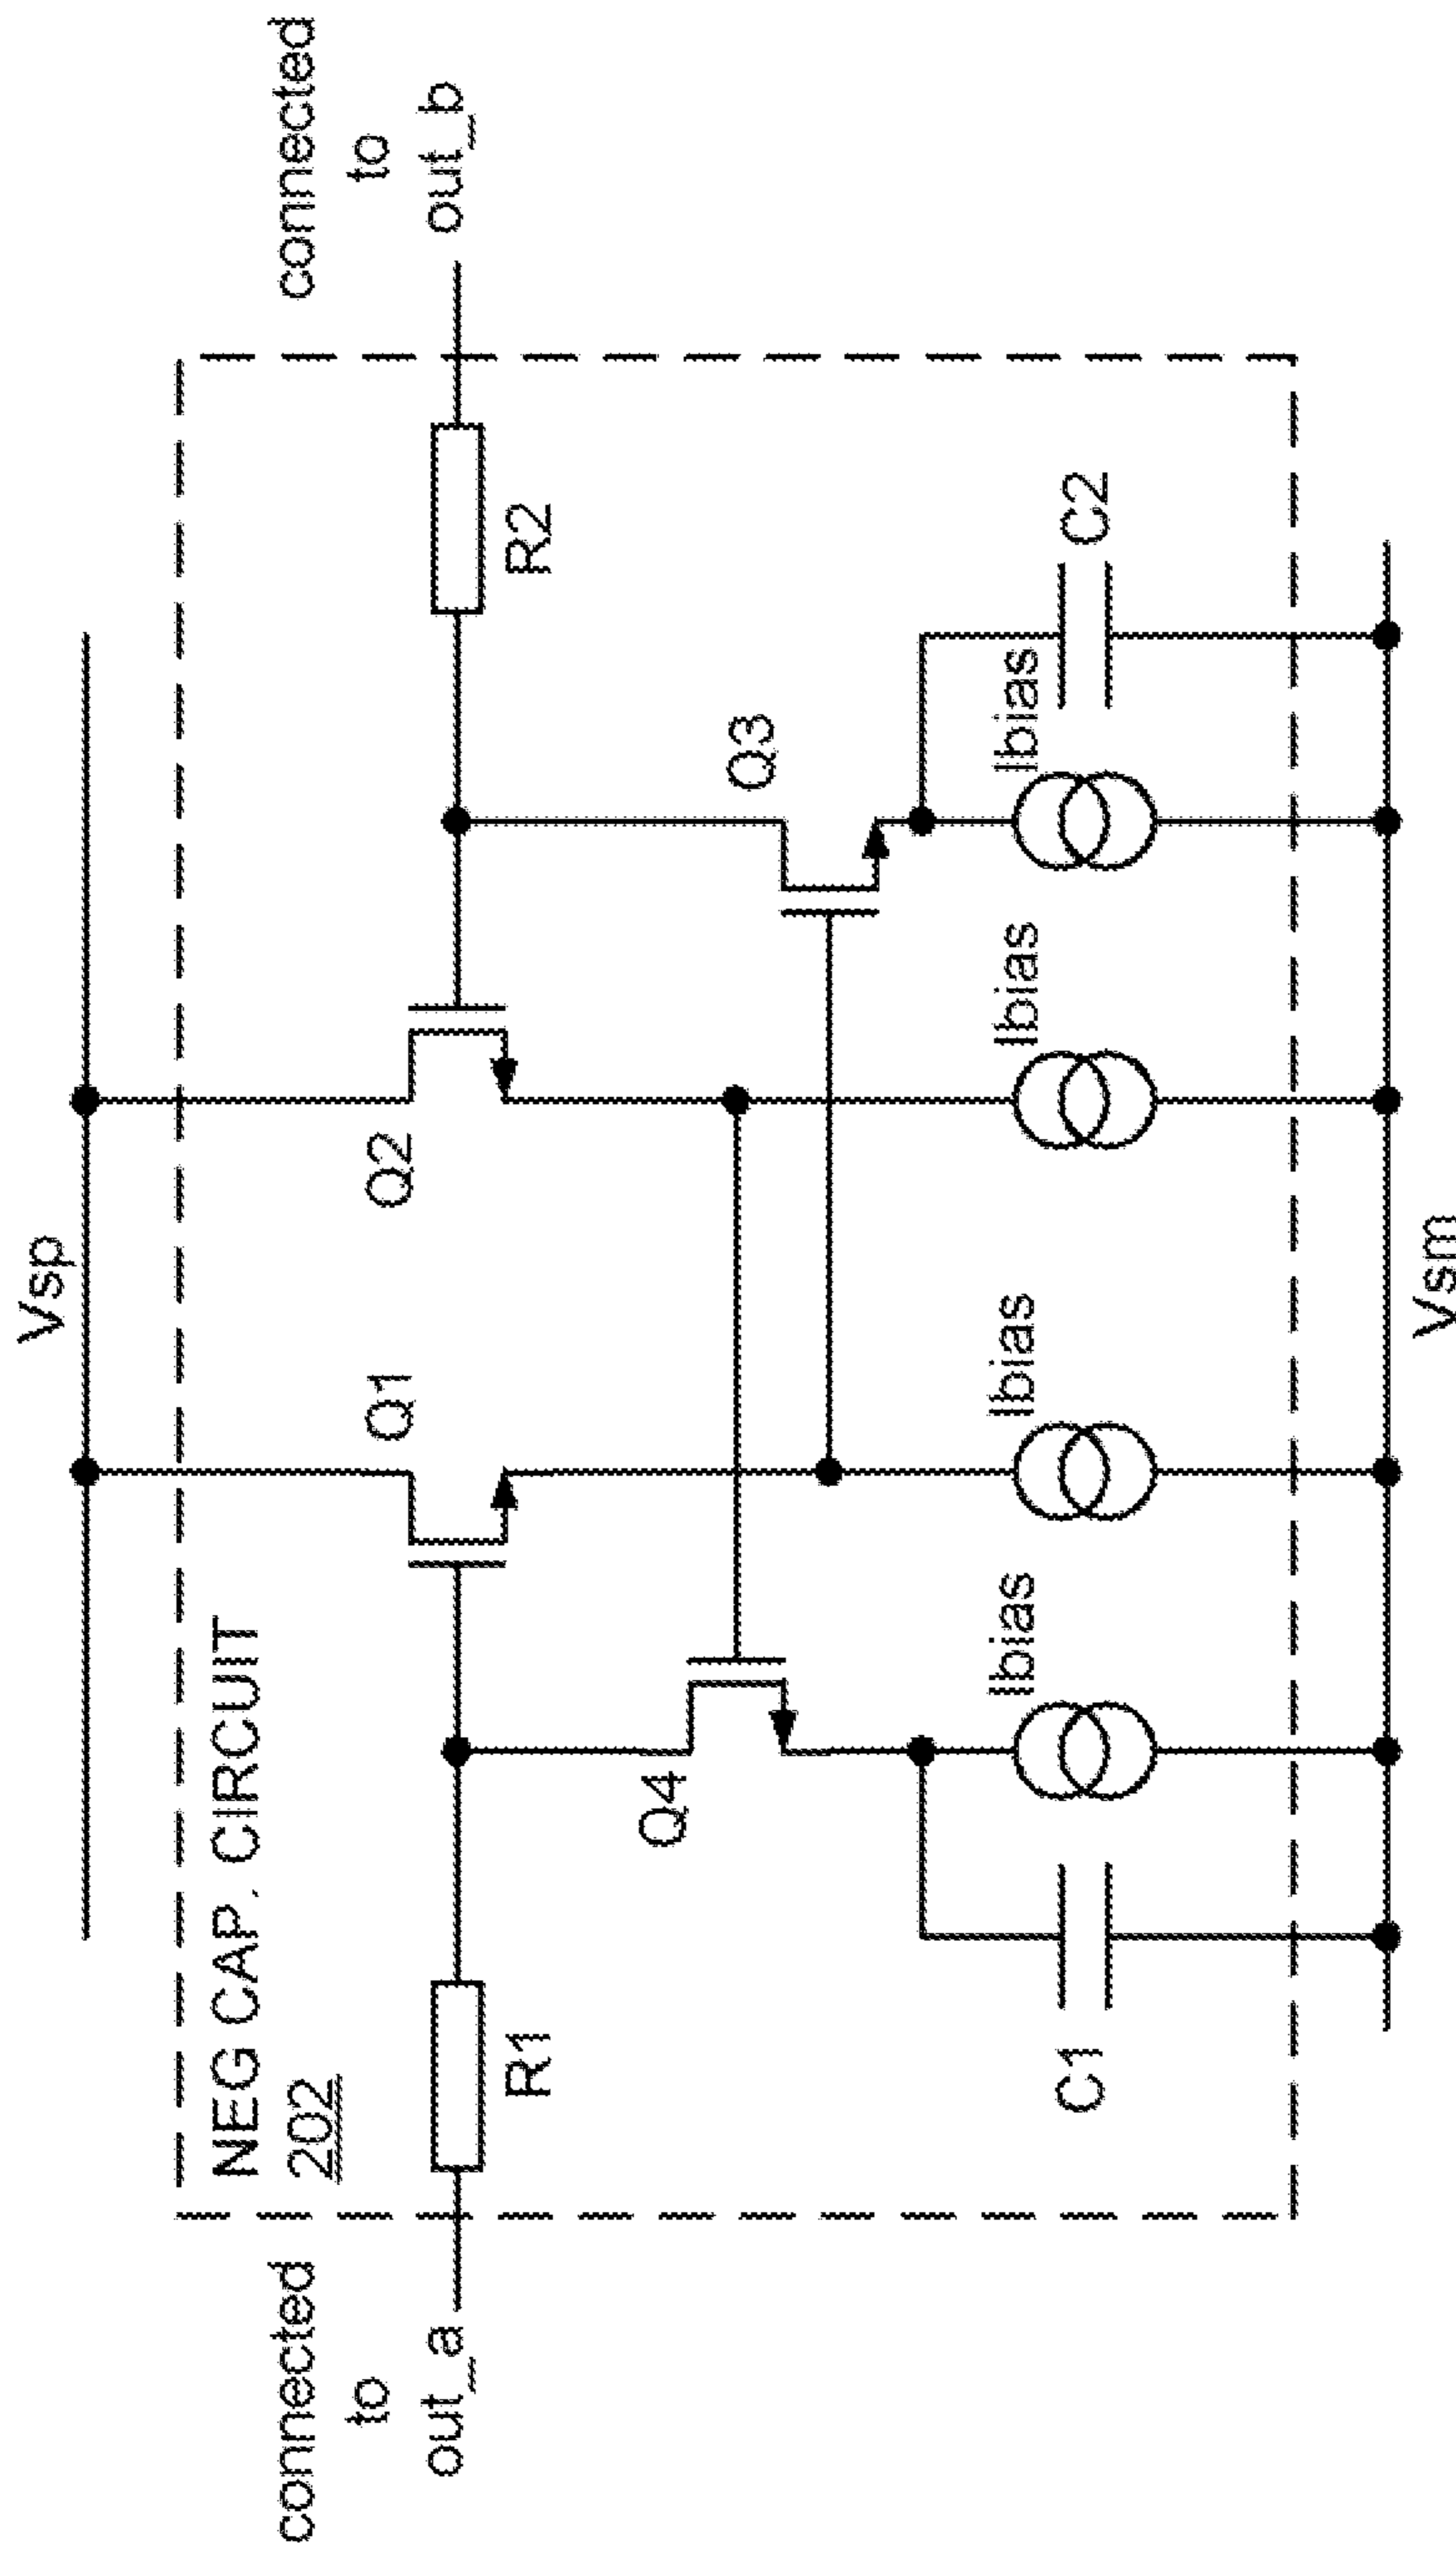 Vsp
NEG CAP. CIRCUIT
202
connected
to
out_a
connected
to
out_b
R1
R2
Q1
Q2
Q4
Q3
C1
Ibias
Ibias
Ibias
Ibias
C2
Vsm